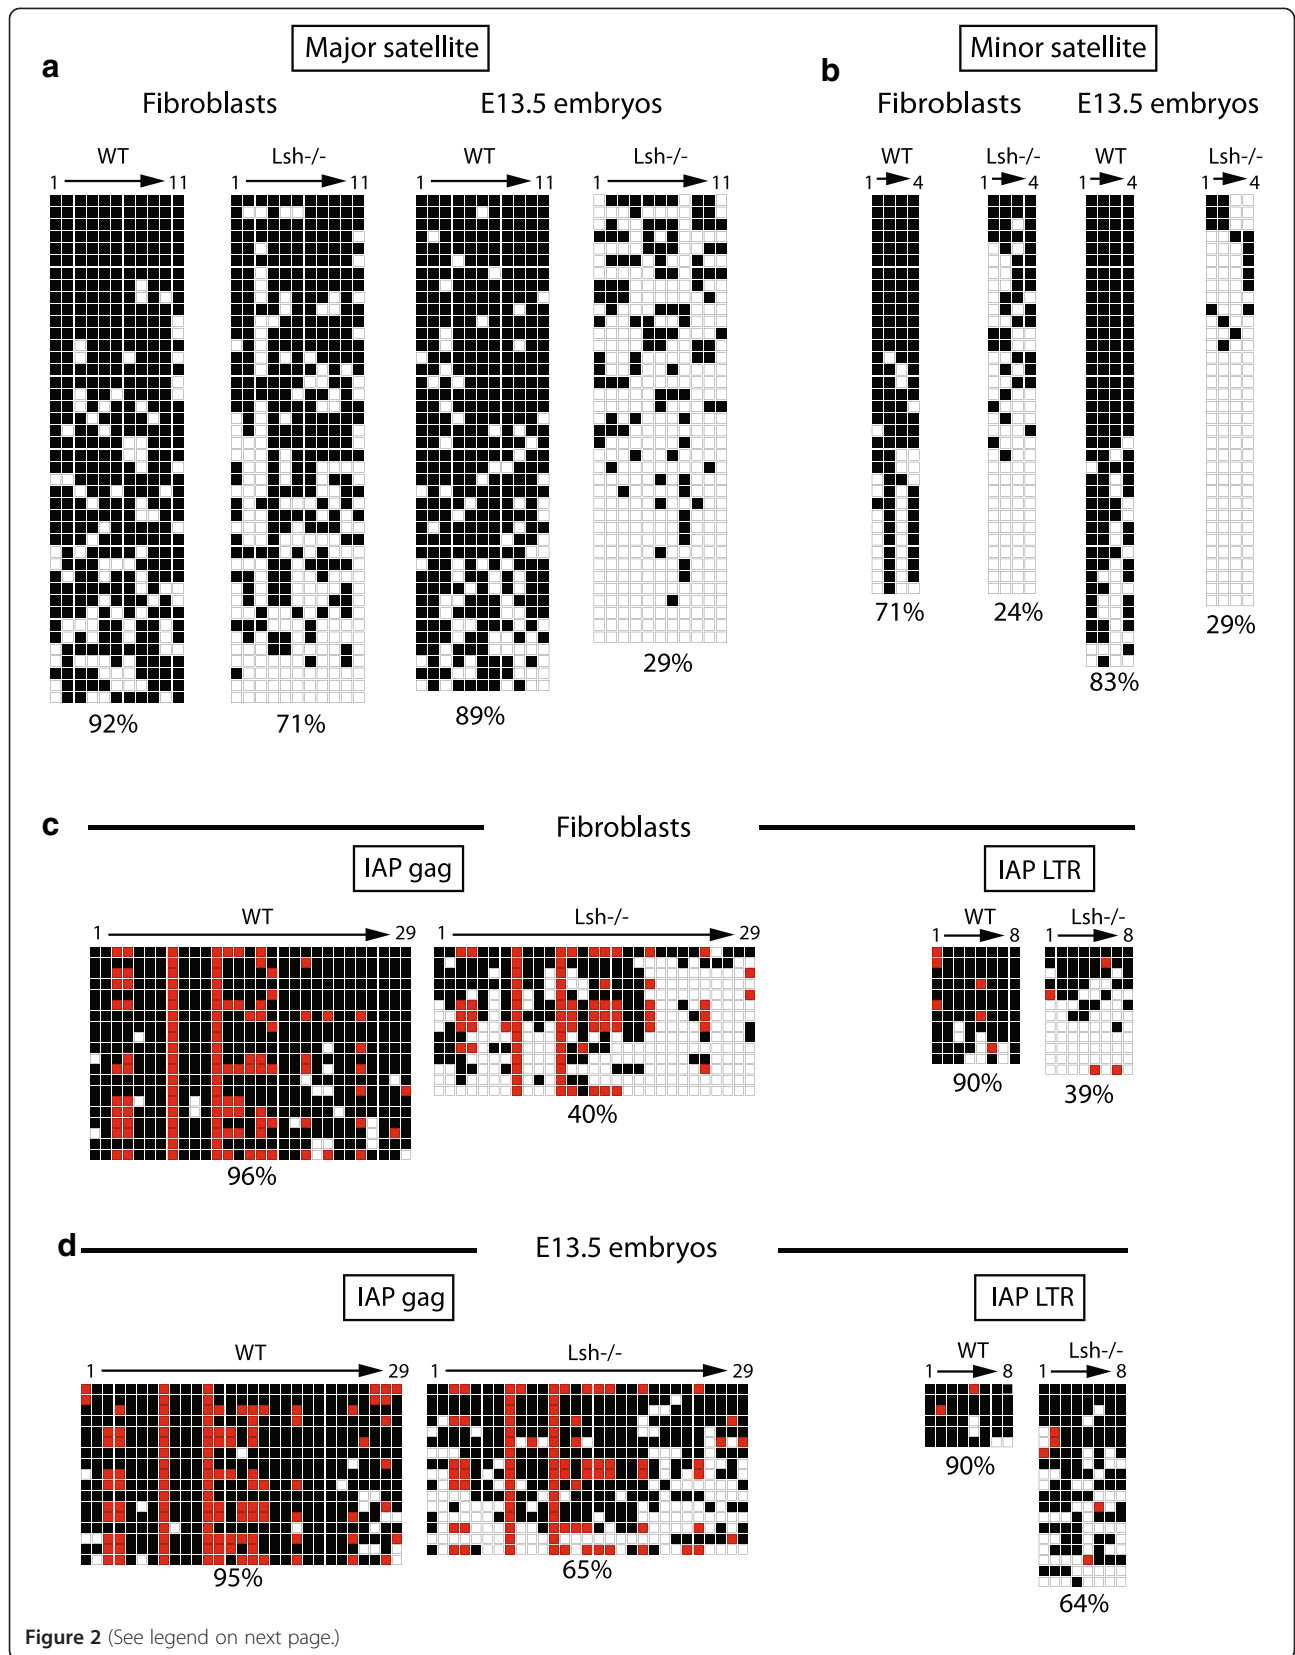 a
Major satellite
Fibroblasts
E13.5 embryos
WT
Lsh-/-
WT
Lsh-/-
1 11
1 11
1 11
1 11
92%
71%
89%
29%
b
Minor satellite
Fibroblasts
E13.5 embryos
WT
Lsh-/-
WT
Lsh-/-
1 4
1 4
1 4
1 4
71%
24%
83%
29%
c
Fibroblasts
IAP gag
IAP LTR
WT
Lsh-/-
WT
Lsh-/-
1 29
1 29
1 8
1 8
96%
40%
90%
39%
d
E13.5 embryos
IAP gag
IAP LTR
WT
Lsh-/-
WT
Lsh-/-
1 29
1 29
1 8
1 8
95%
65%
90%
64%
Figure 2 (See legend on next page.)